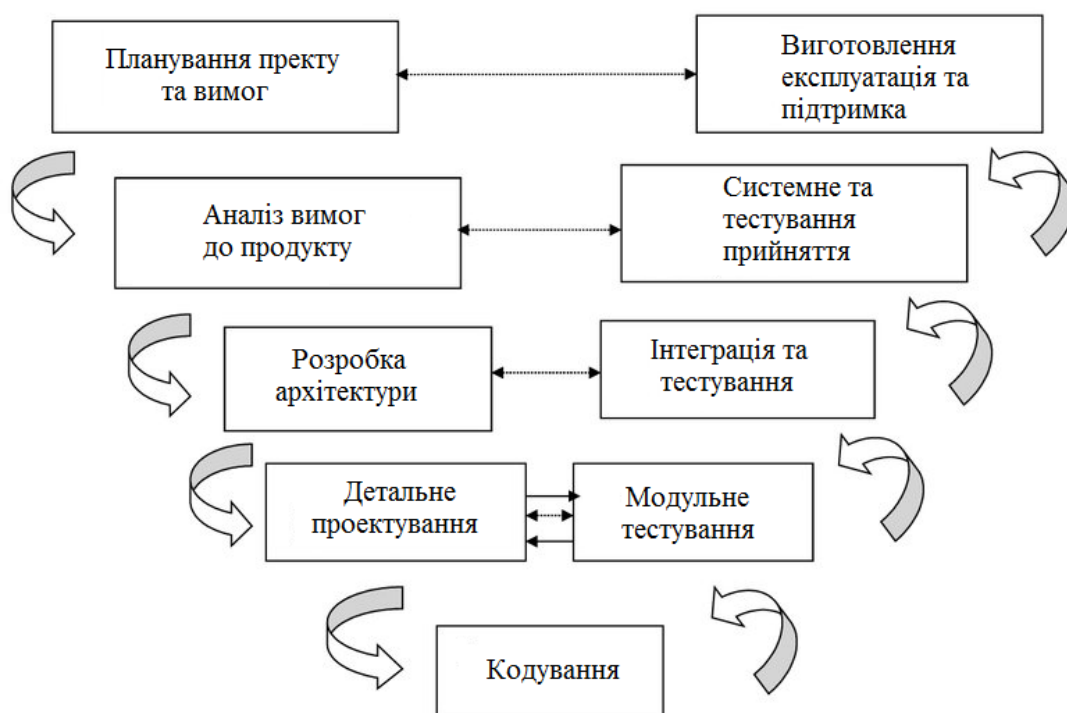 Планування пректу
та вимог
Виготовлення
експлуатація та
підтримка
Аналіз вимог
до продукту
Системне та
тестування
прийняття
Розробка
архітектури
Інтеграція та
тестування
Детальне
проектування
Модульне
тестування
Кодування